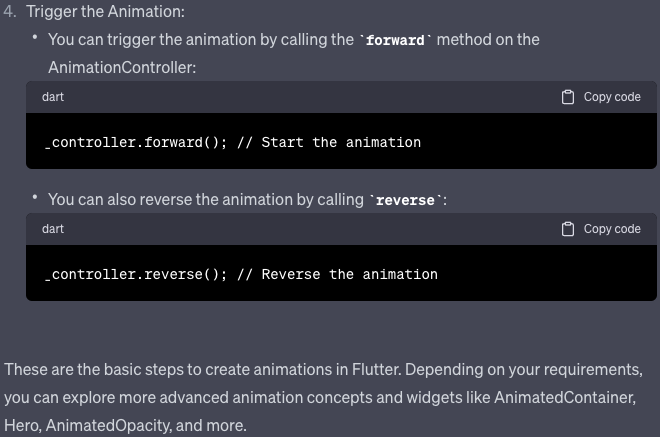 4. Trigger the Animation:
• You can trigger the animation by calling the `forward` method on the
AnimationController:
dart
Copy code
_controller.forward(); // Start the animation
• You can also reverse the animation by calling `reverse`:
dart
Copy code
_controller.reverse(); // Reverse the animation
These are the basic steps to create animations in Flutter. Depending on your requirements,
you can explore more advanced animation concepts and widgets like AnimatedContainer,
Hero, AnimatedOpacity, and more.